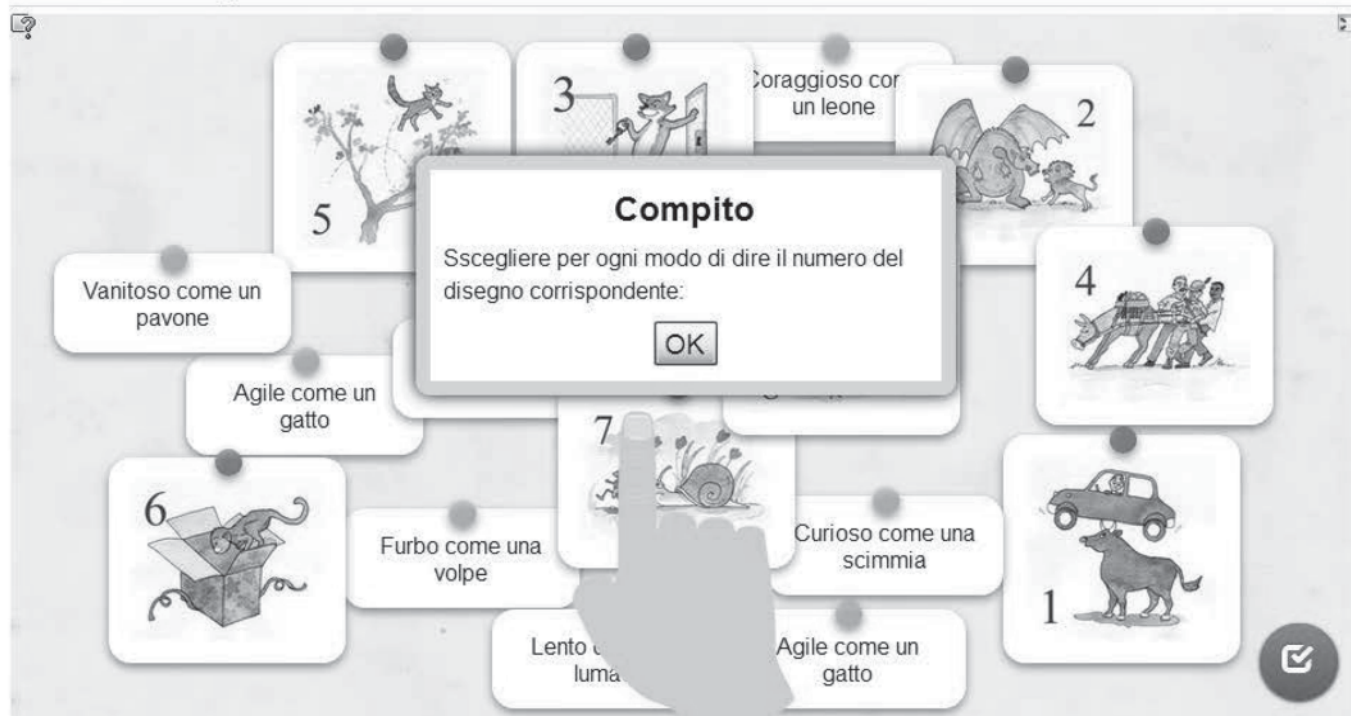 5
3
Coraggioso
un leone
2
Compito
Sscegliere per ogni modo di dire il numero del
disegno corrispondente:
OK
Vanitoso come un
pavone
4
Agile come un
gatto
7
6
Furbo come una
volpe
Curioso come una
scimmia
1
Lento
Agile come un
gatto